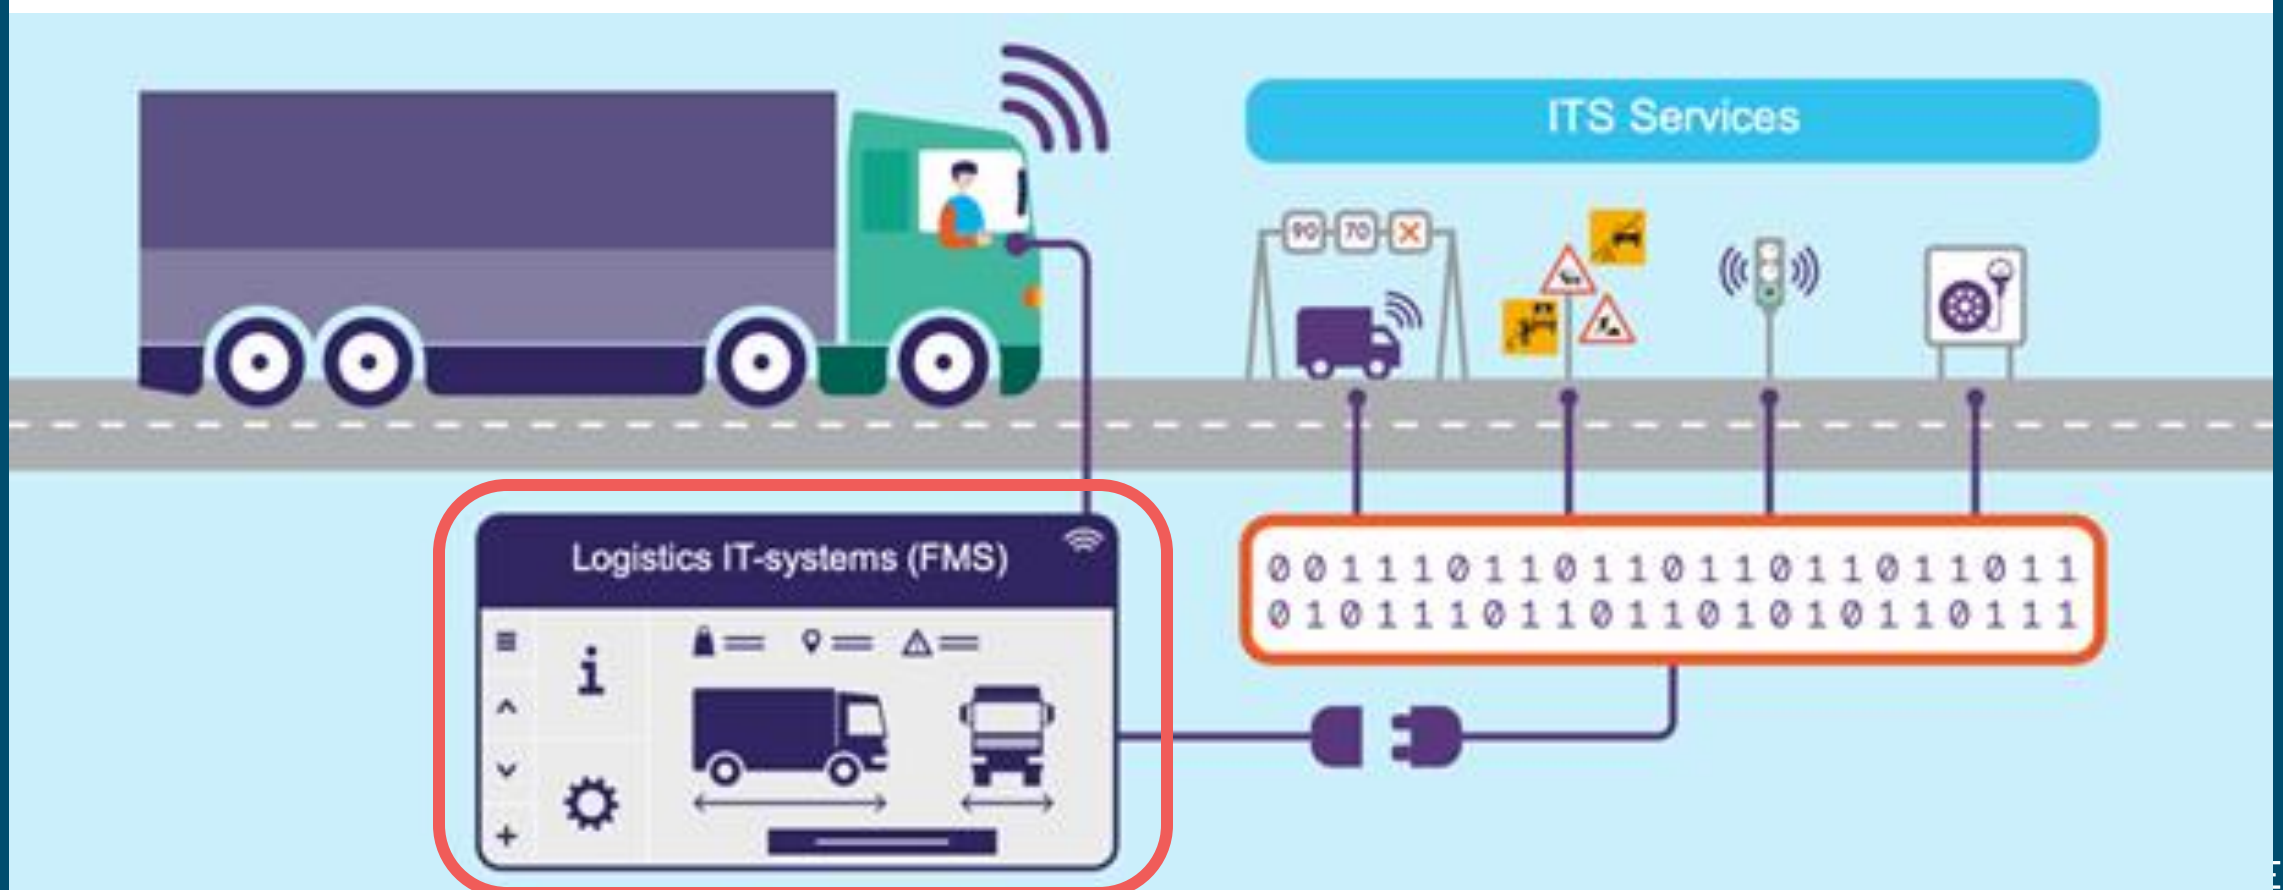 ITS Services
90 70
Logistics IT-systems (FMS)
0 0 1 1 1 0 1 1 0 1 1 0 1 1 0 1 1 0 1 1 0 1 1
0 1 0 1 1 1 0 1 1 0 1 1 0 1 0 1 0 1 1 0 1 1 1
i